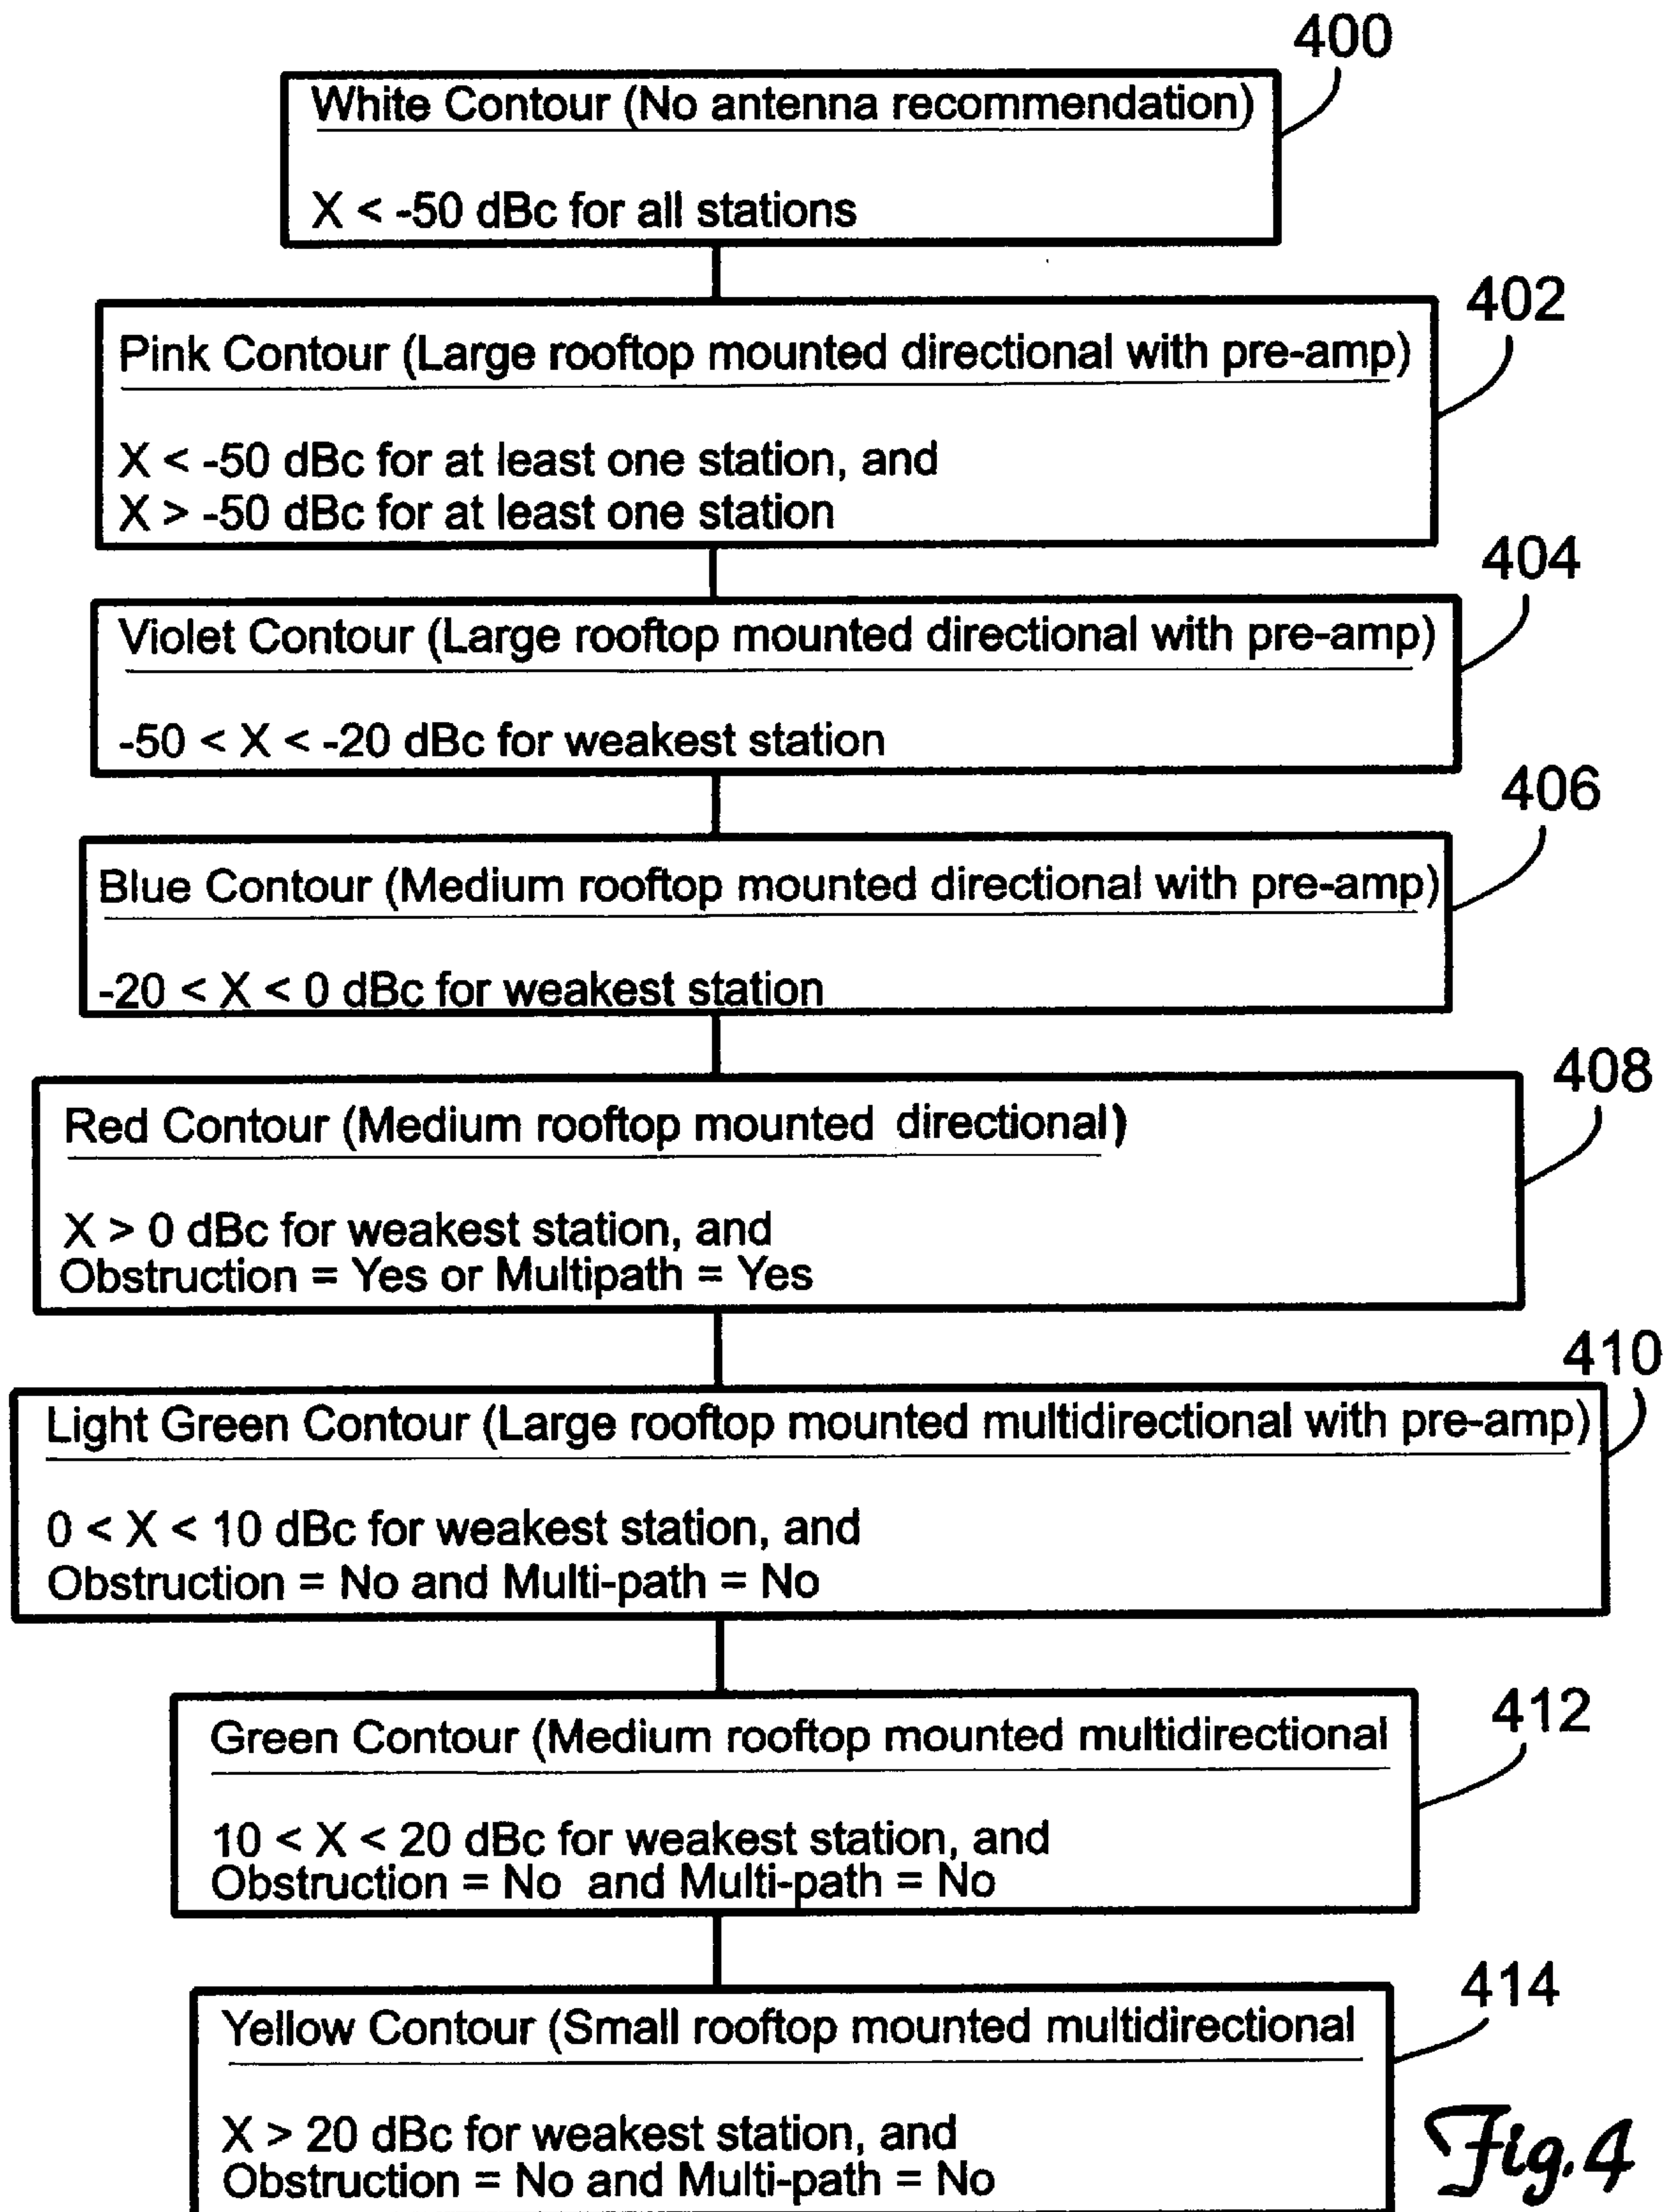 400
White Contour (No antenna recommendation)
X < -50 dBc for all stations
402
Pink Contour (Large rooftop mounted directional with pre-amp)
X < -50 dBc for at least one station, and
X > -50 dBc for at least one station
404
Violet Contour (Large rooftop mounted directional with pre-amp)
-50 < X < -20 dBc for weakest station
406
Blue Contour (Medium rooftop mounted directional with pre-amp)
-20 < X < 0 dBc for weakest station
408
Red Contour (Medium rooftop mounted directional)
X > 0 dBc for weakest station, and
Obstruction = Yes or Multipath = Yes
410
Light Green Contour (Large rooftop mounted multidirectional with pre-amp)
0 < X < 10 dBc for weakest station, and
Obstruction = No and Multi-path = No
412
Green Contour (Medium rooftop mounted multidirectional
10 < X < 20 dBc for weakest station, and
Obstruction = No and Multi-path = No
414
Yellow Contour (Small rooftop mounted multidirectional
X > 20 dBc for weakest station, and
Obstruction = No and Multi-path = No
Fig.4